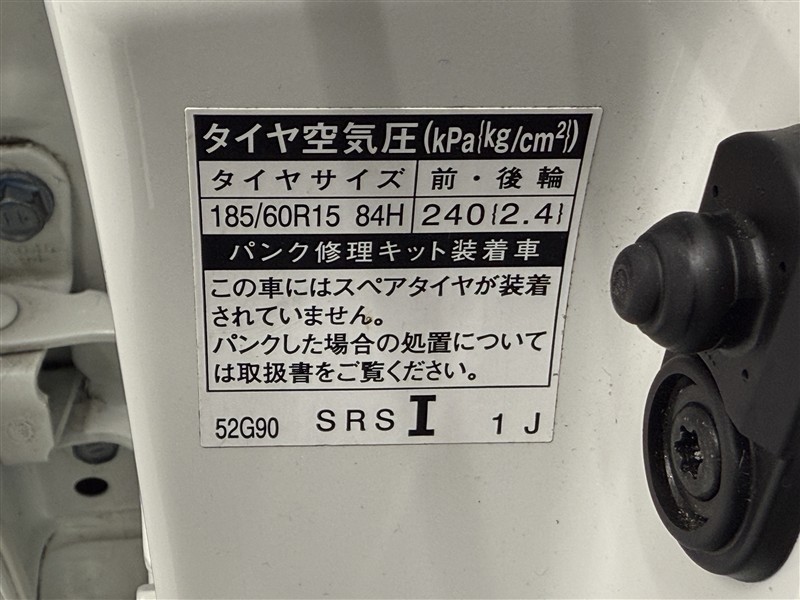 タイヤ空気圧(kPa{kg/cm²})
タイヤサイズ 前・後輪
185/60R15 84H 240{2.4}
パンク修理キット装着車
この車にはスペアタイヤが装着
されていません。
パンクした場合の処置について
は取扱書をご覧ください。
52G90 SRS I 1J